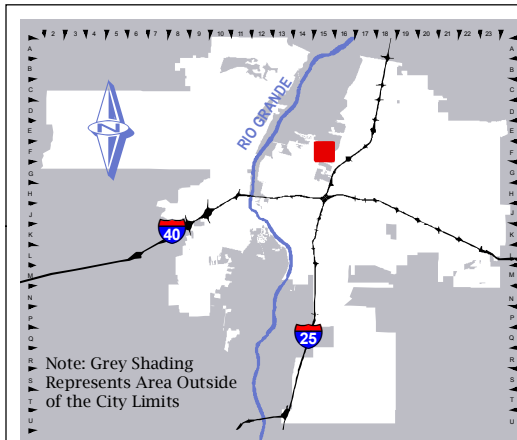 2 3 4 5 6 7 8 9 10 11 12 13 14 15 16 17 18 19 20 21 22 23
A A
B B
C C
D D
E E
F F
G G
H H
J J
K K
L L
M M
N N
P P
Q Q
R R
S S
T T
U U
N
RIO GRANDE
40
25
Note: Grey Shading
Represents Area Outside
of the City Limits